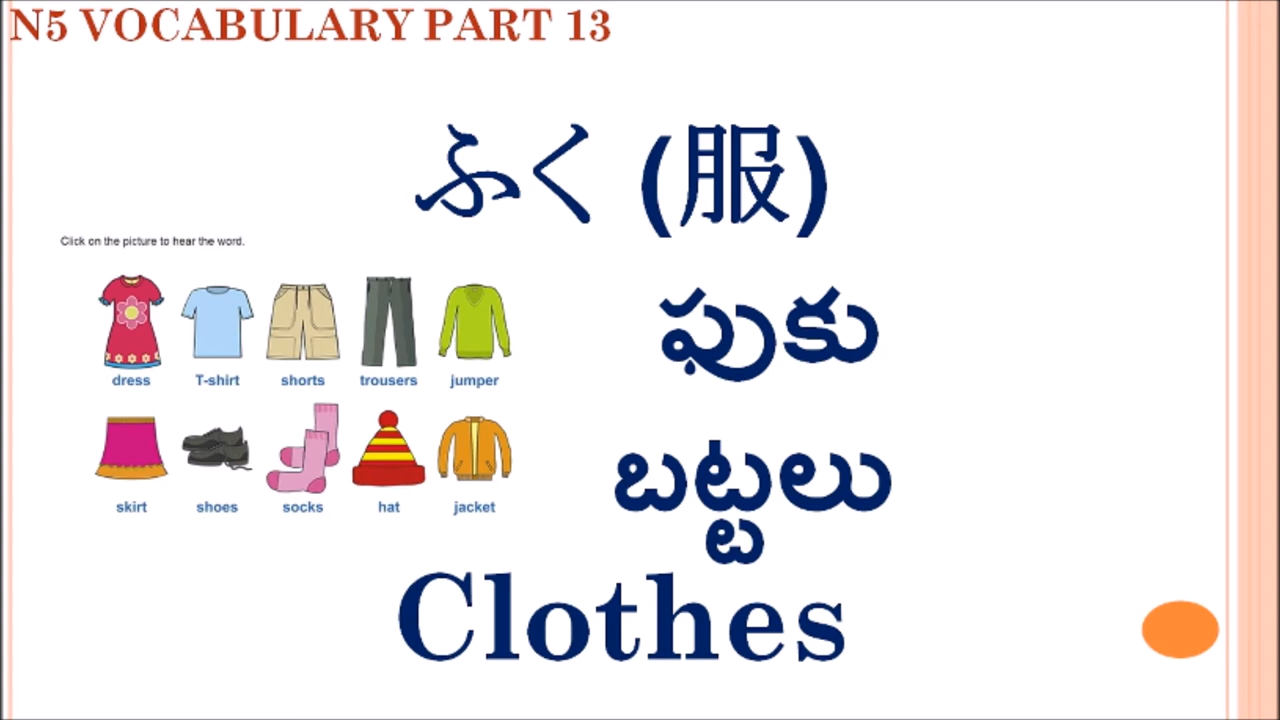 N5 VOCABULARY PART 13
ふく (服)
Click on the picture to hear the word.
ఫుకు
dress T-shirt shorts trousers jumper
బట్టలు
skirt shoes socks hat jacket
Clothes